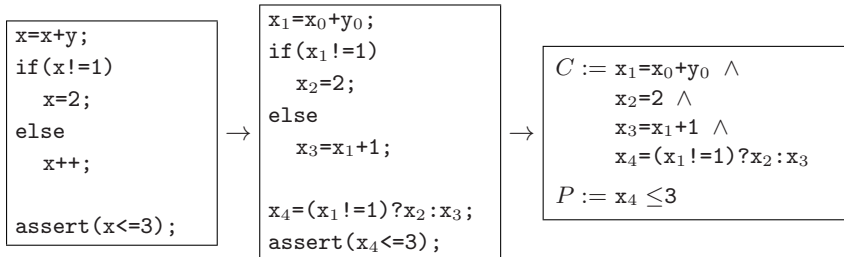 x=x+y;
if(x!=1)
x=2;
else
x++;
assert(x<=3);
→
x₁=x₀+y₀;
if(x₁!=1)
x₂=2;
else
x₃=x₁+1;
x₄=(x₁!=1)?x₂:x₃;
assert(x₄<=3);
→
C := x₁=x₀+y₀ ∧
x₂=2 ∧
x₃=x₁+1 ∧
x₄=(x₁!=1)?x₂:x₃
P := x₄ ≤3